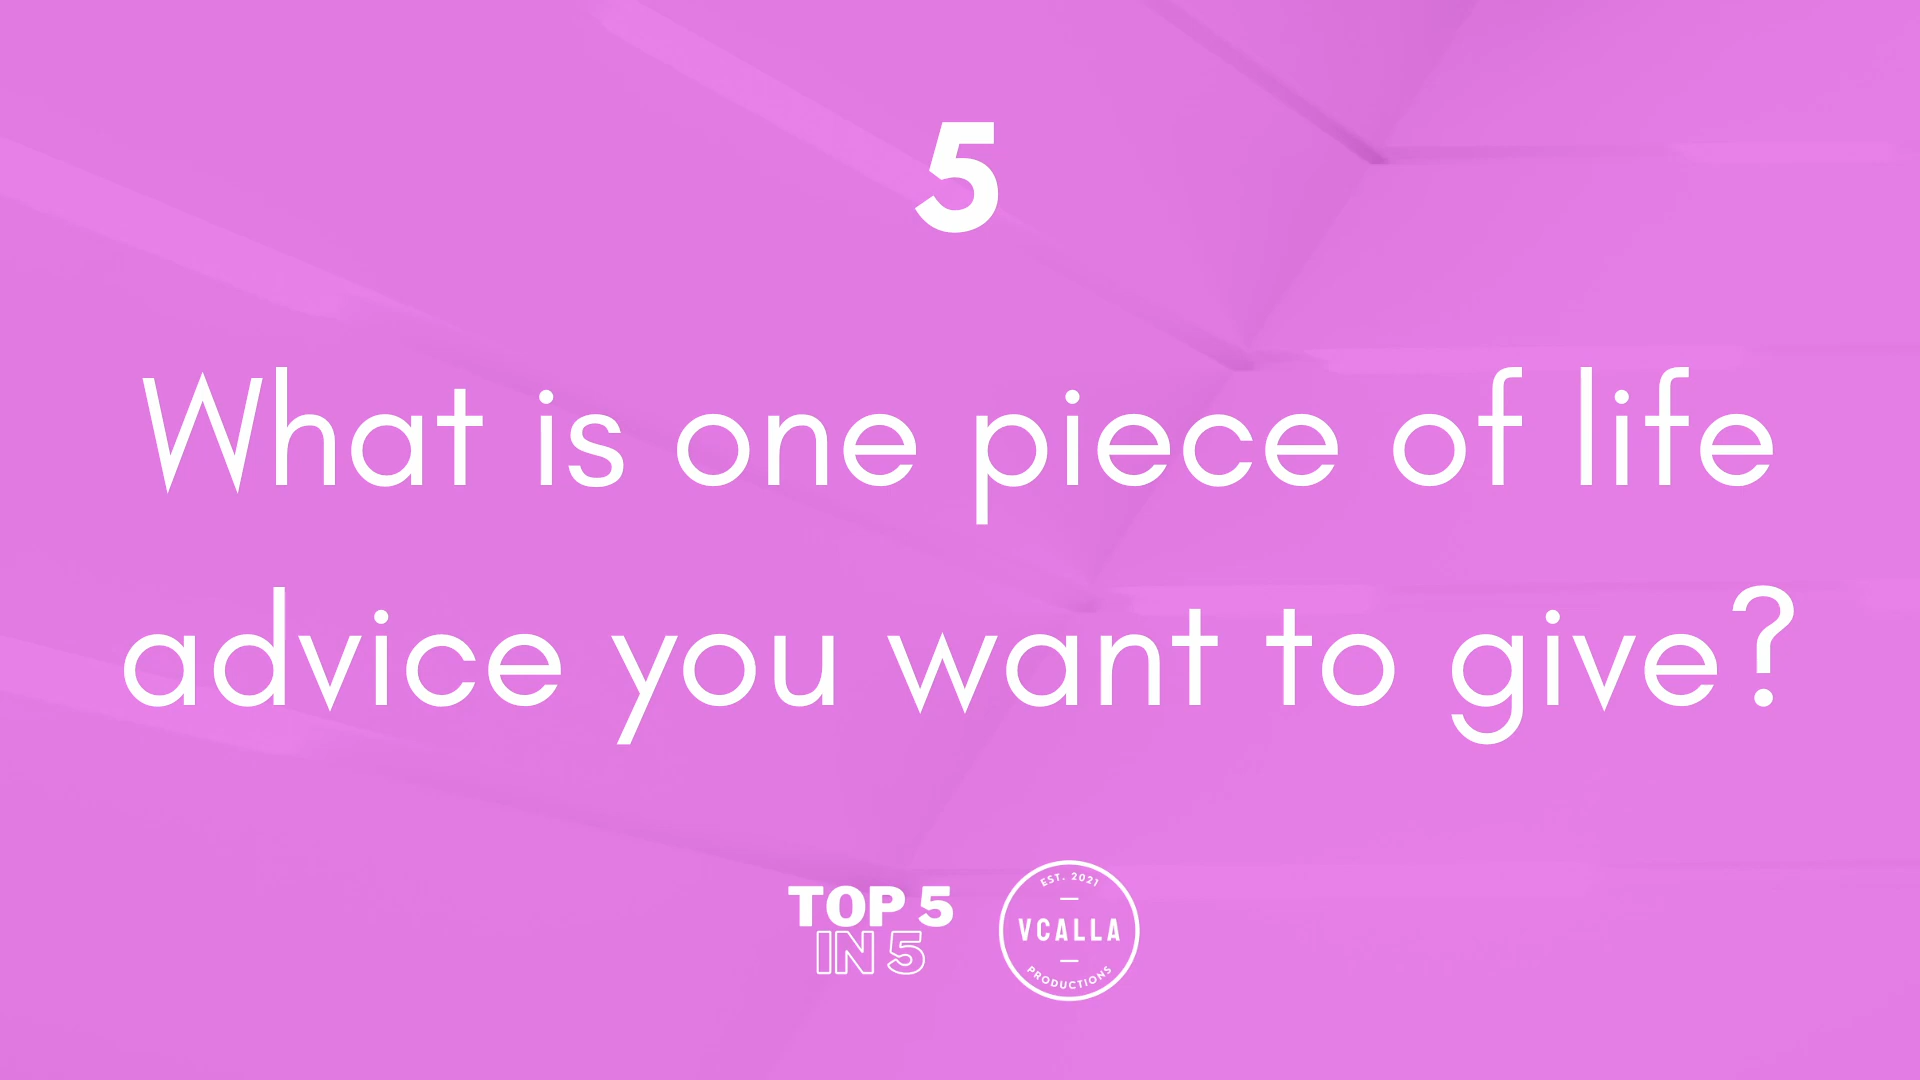 5
What is one piece of life
advice you want to give?
TOP 5
IN 5
EST. 2021
VCALLA
PRODUCTIONS